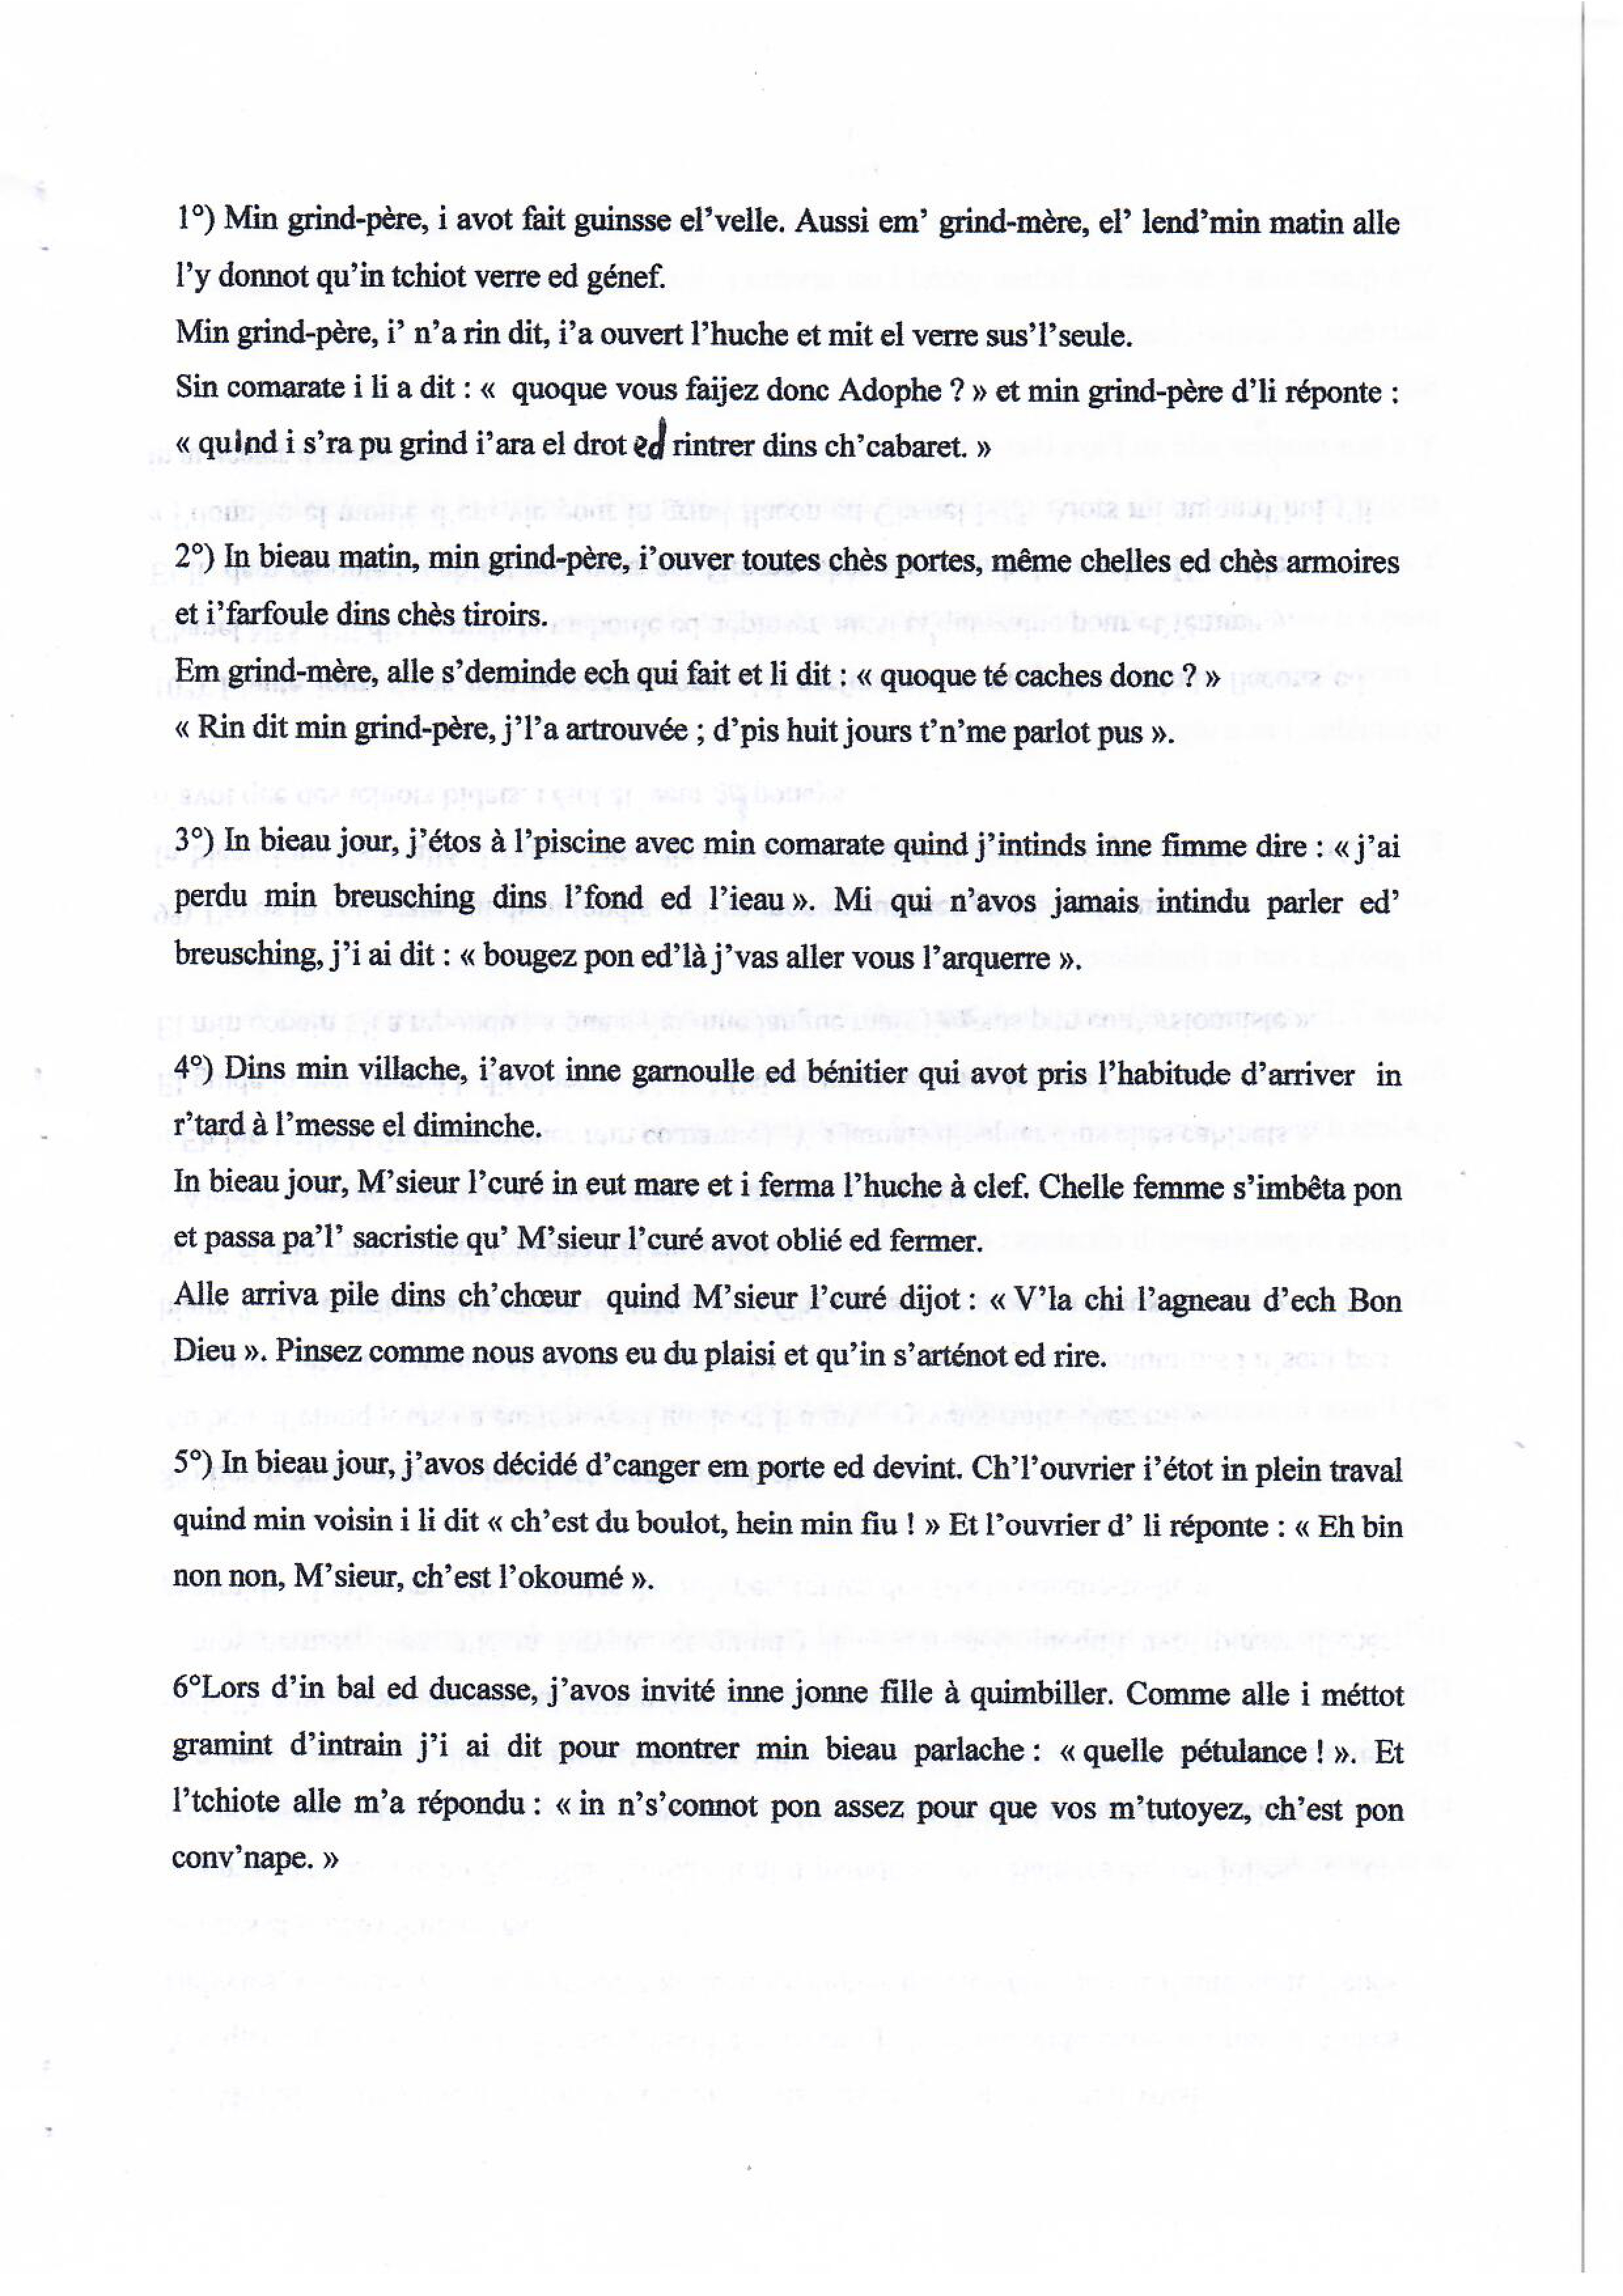 1°) Min grind-père, i avot fait guinsse el’velle. Aussi em’ grind-mère, el’ lend’min matin alle
l’y donnot qu’in tchiot verre ed génef.
Min grind-père, i’ n’a rin dit, i’a ouvert l’huche et mit el verre sus’l’seule.
Sin comarate i li a dit : « quoque vous faijez donc Adophe ? » et min grind-père d’li réponte :
« quind i s’ra pu grind i’ara el drot ed rintrer dins ch’cabaret. »
2°) In bieau matin, min grind-père, i’ouver toutes chès portes, même chelles ed chès armoires
et i’farfoule dins chès tiroirs.
Em grind-mère, alle s’deminde ech qui fait et li dit : « quoque té caches donc ? »
« Rin dit min grind-père, j’l’a artrouvée ; d’pis huit jours t’n’me parlot pus ».
3°) In bieau jour, j’étos à l’piscine avec min comarate quind j’intinds inne fimme dire : « j’ai
perdu min breusching dins l’fond ed l’ieau ». Mi qui n’avos jamais intindu parler ed’
breusching, j’i ai dit : « bougez pon ed’là j’vas aller vous l’arquerre ».
4°) Dins min villache, i’avot inne garnoulle ed bénitier qui avot pris l’habitude d’arriver in
r’tard à l’messe el diminche.
In bieau jour, M’sieur l’curé in eut mare et i ferma l’huche à clef. Chelle femme s’imbêta pon
et passa pa’l’ sacristie qu’ M’sieur l’curé avot oblié ed fermer.
Alle arriva pile dins ch’chœur quind M’sieur l’curé dijot : « V’la chi l’agneau d’ech Bon
Dieu ». Pinsez comme nous avons eu du plaisi et qu’in s’arténot ed rire.
5°) In bieau jour, j’avos décidé d’canger em porte ed devint. Ch’l’ouvrier i’étot in plein traval
quind min voisin i li dit « ch’est du boulot, hein min fiu ! » Et l’ouvrier d’ li réponte : « Eh bin
non non, M’sieur, ch’est l’okoumé ».
6°Lors d’in bal ed ducasse, j’avos invité inne jonne fille à quimbiller. Comme alle i méttot
gramint d’intrain j’i ai dit pour montrer min bieau parlache : « quelle pétulance ! ». Et
l’tchiote alle m’a répondu : « in n’s’connot pon assez pour que vos m’tutoyez, ch’est pon
conv’nape. »